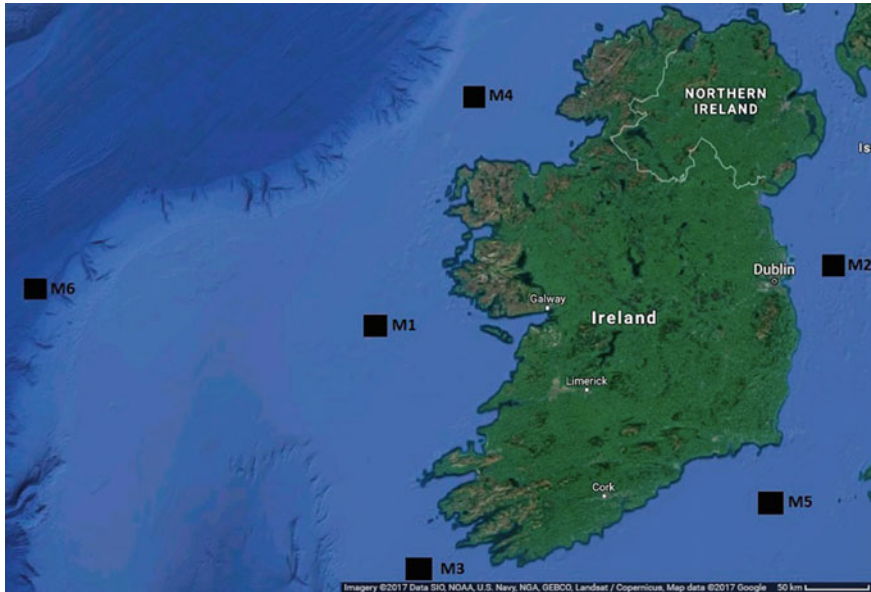 M4
NORTHERN
IRELAND
Is
M2
Dublin
M6
Galway
M1
Ireland
Limerick
Cork
M5
M3
Imagery ©2017 Data SIO, NOAA, U.S. Navy, NGA, GEBCO, Landsat / Copernicus, Map data ©2017 Google 50 km